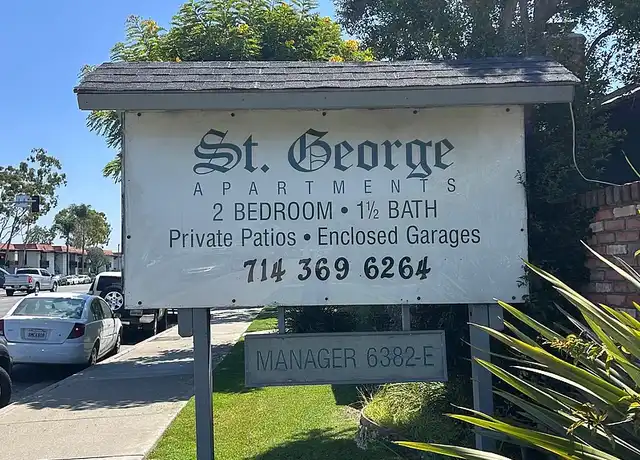 St. George
APARTMENTS
2 BEDROOM • 1½ BATH
Private Patios • Enclosed Garages
714 369 6264
MANAGER 6382-E